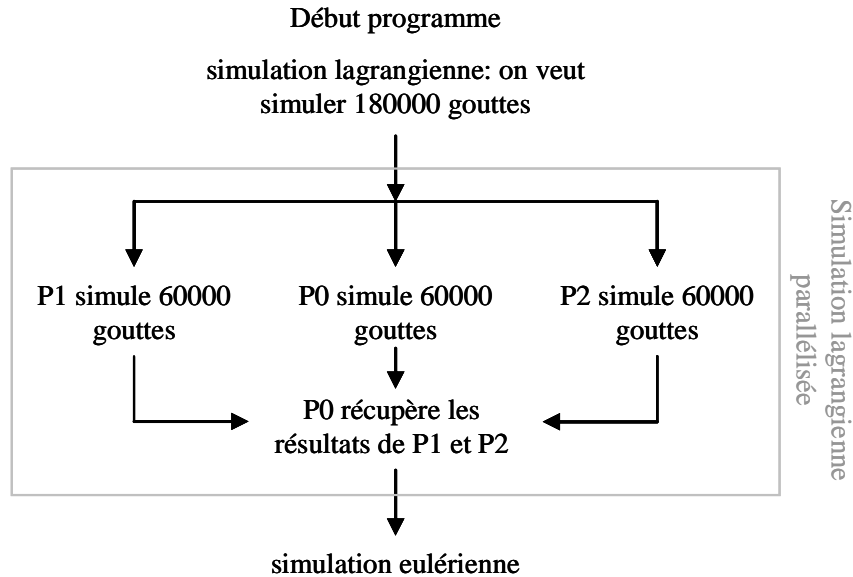 Début programme
simulation lagrangienne: on veut
simuler 180000 gouttes
P1 simule 60000
gouttes
P0 simule 60000
gouttes
P2 simule 60000
gouttes
P0 récupère les
résultats de P1 et P2
simulation eulérienne
Simulation lagrangienne
parallélisée